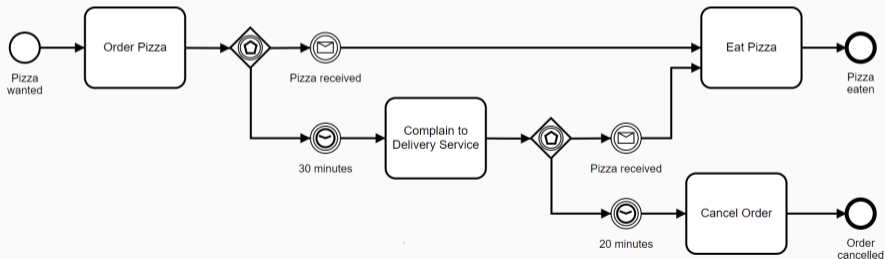 Order Pizza
Eat Pizza
Pizza
wanted
Pizza received
Pizza
eaten
Complain to
Delivery Service
30 minutes
Pizza received
Cancel Order
20 minutes
Order
cancelled